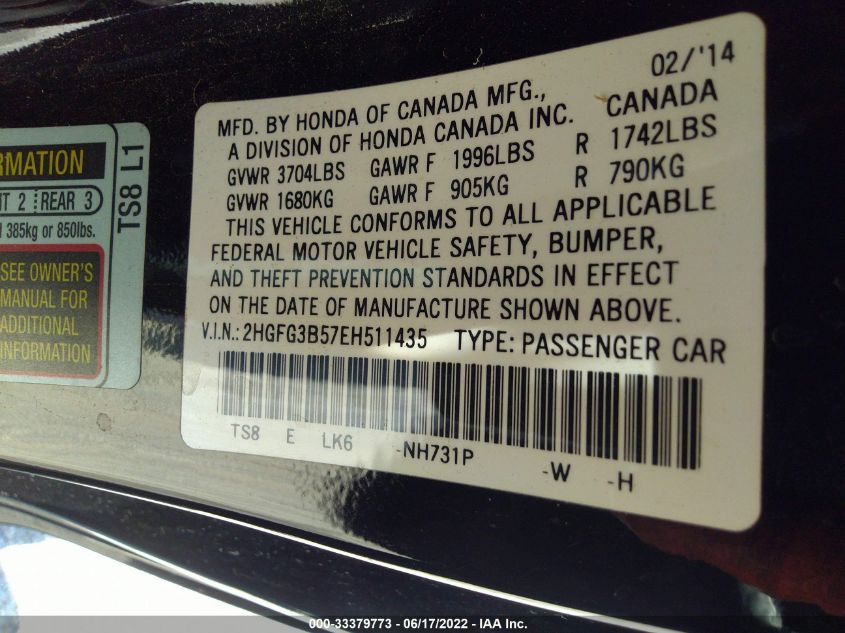 02/'14
MFD. BY HONDA OF CANADA MFG., CANADA
A DIVISION OF HONDA CANADA INC.
GVWR 3704LBS GAWR F 1996LBS R 1742LBS
GVWR 1680KG GAWR F 905KG R 790KG
THIS VEHICLE CONFORMS TO ALL APPLICABLE
FEDERAL MOTOR VEHICLE SAFETY, BUMPER,
AND THEFT PREVENTION STANDARDS IN EFFECT
ON THE DATE OF MANUFACTURE SHOWN ABOVE.
V.I.N.: 2HGFG3B57EH511435 TYPE: PASSENGER CAR
TS8 E LK6 -NH731P -W -H
RMATION
2 REAR 3
385kg or 850lbs.
SEE OWNER'S
MANUAL FOR
ADDITIONAL
INFORMATION
TS8 L1
000-33379773 - 06/17/2022 - IAA Inc.